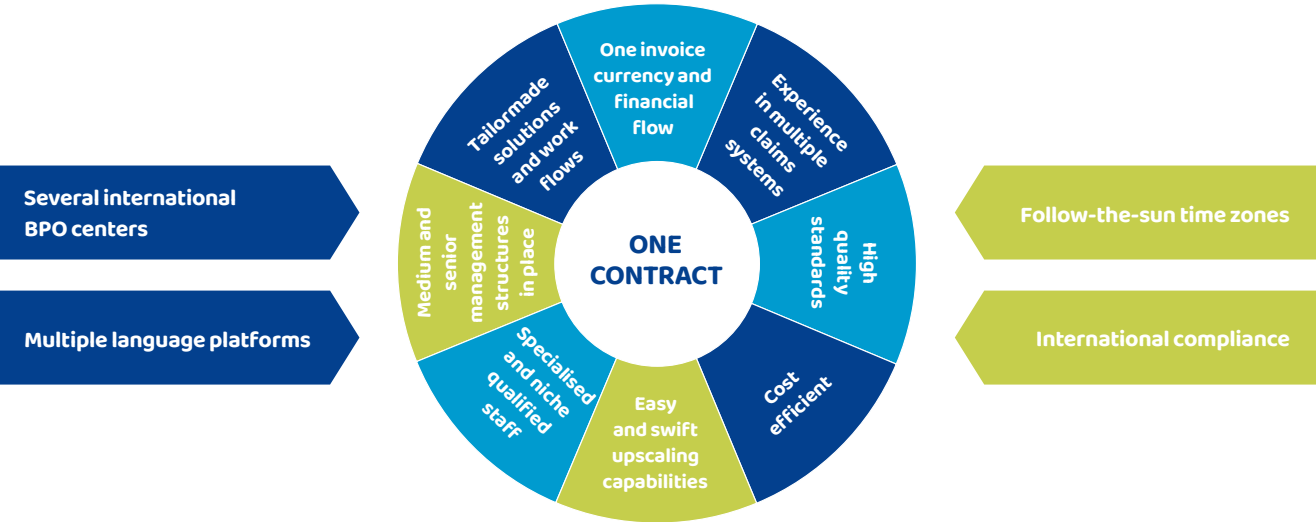 One invoice
currency and
financial
flow
Experience
in multiple
claims
systems
High
quality
standards
Cost
efficient
Easy
and swift
upscaling
capabilities
Specialised
and niche
qualified
staff
Medium and
senior
management
structures
in place
Tailormade
solutions
and work
flows
ONE
CONTRACT
Several international
BPO centers
Multiple language platforms
Follow-the-sun time zones
International compliance